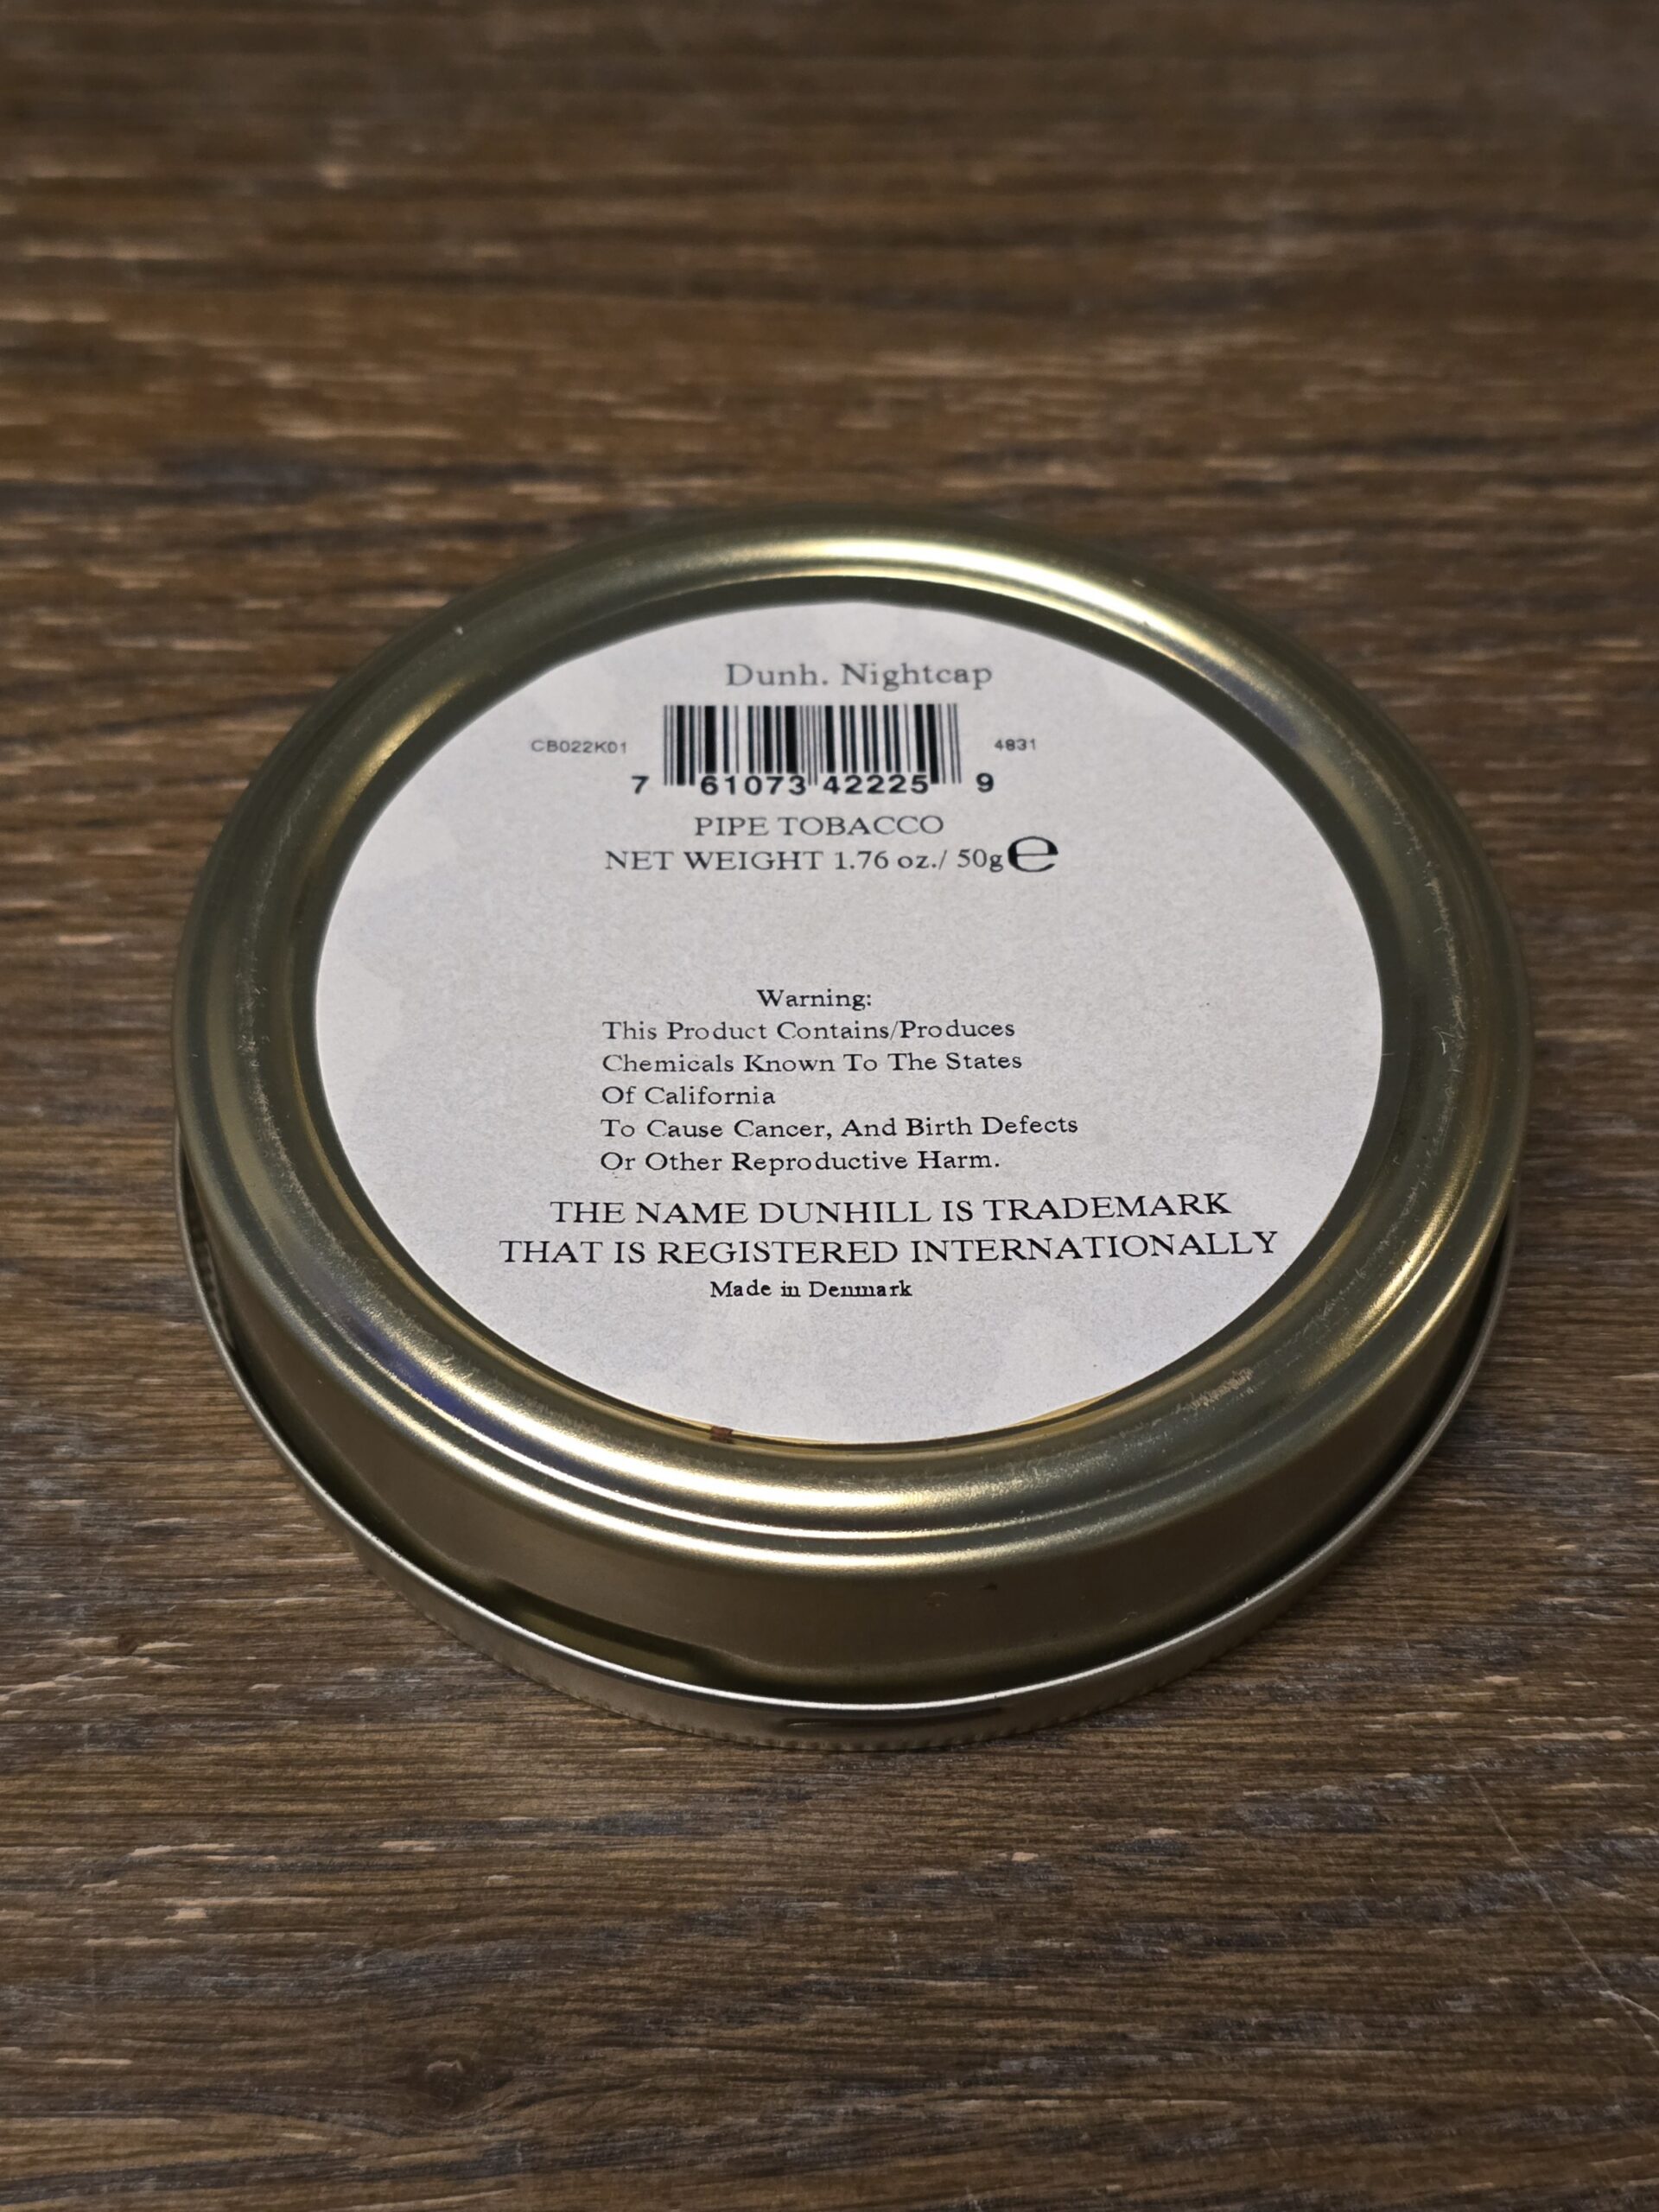 Dunh. Nightcap
CB022K01 4831
7 61073 42225 9
PIPE TOBACCO
NET WEIGHT 1.76 oz./ 50g℮
Warning:
This Product Contains/Produces
Chemicals Known To The States
Of California
To Cause Cancer, And Birth Defects
Or Other Reproductive Harm.
THE NAME DUNHILL IS TRADEMARK
THAT IS REGISTERED INTERNATIONALLY
Made in Denmark